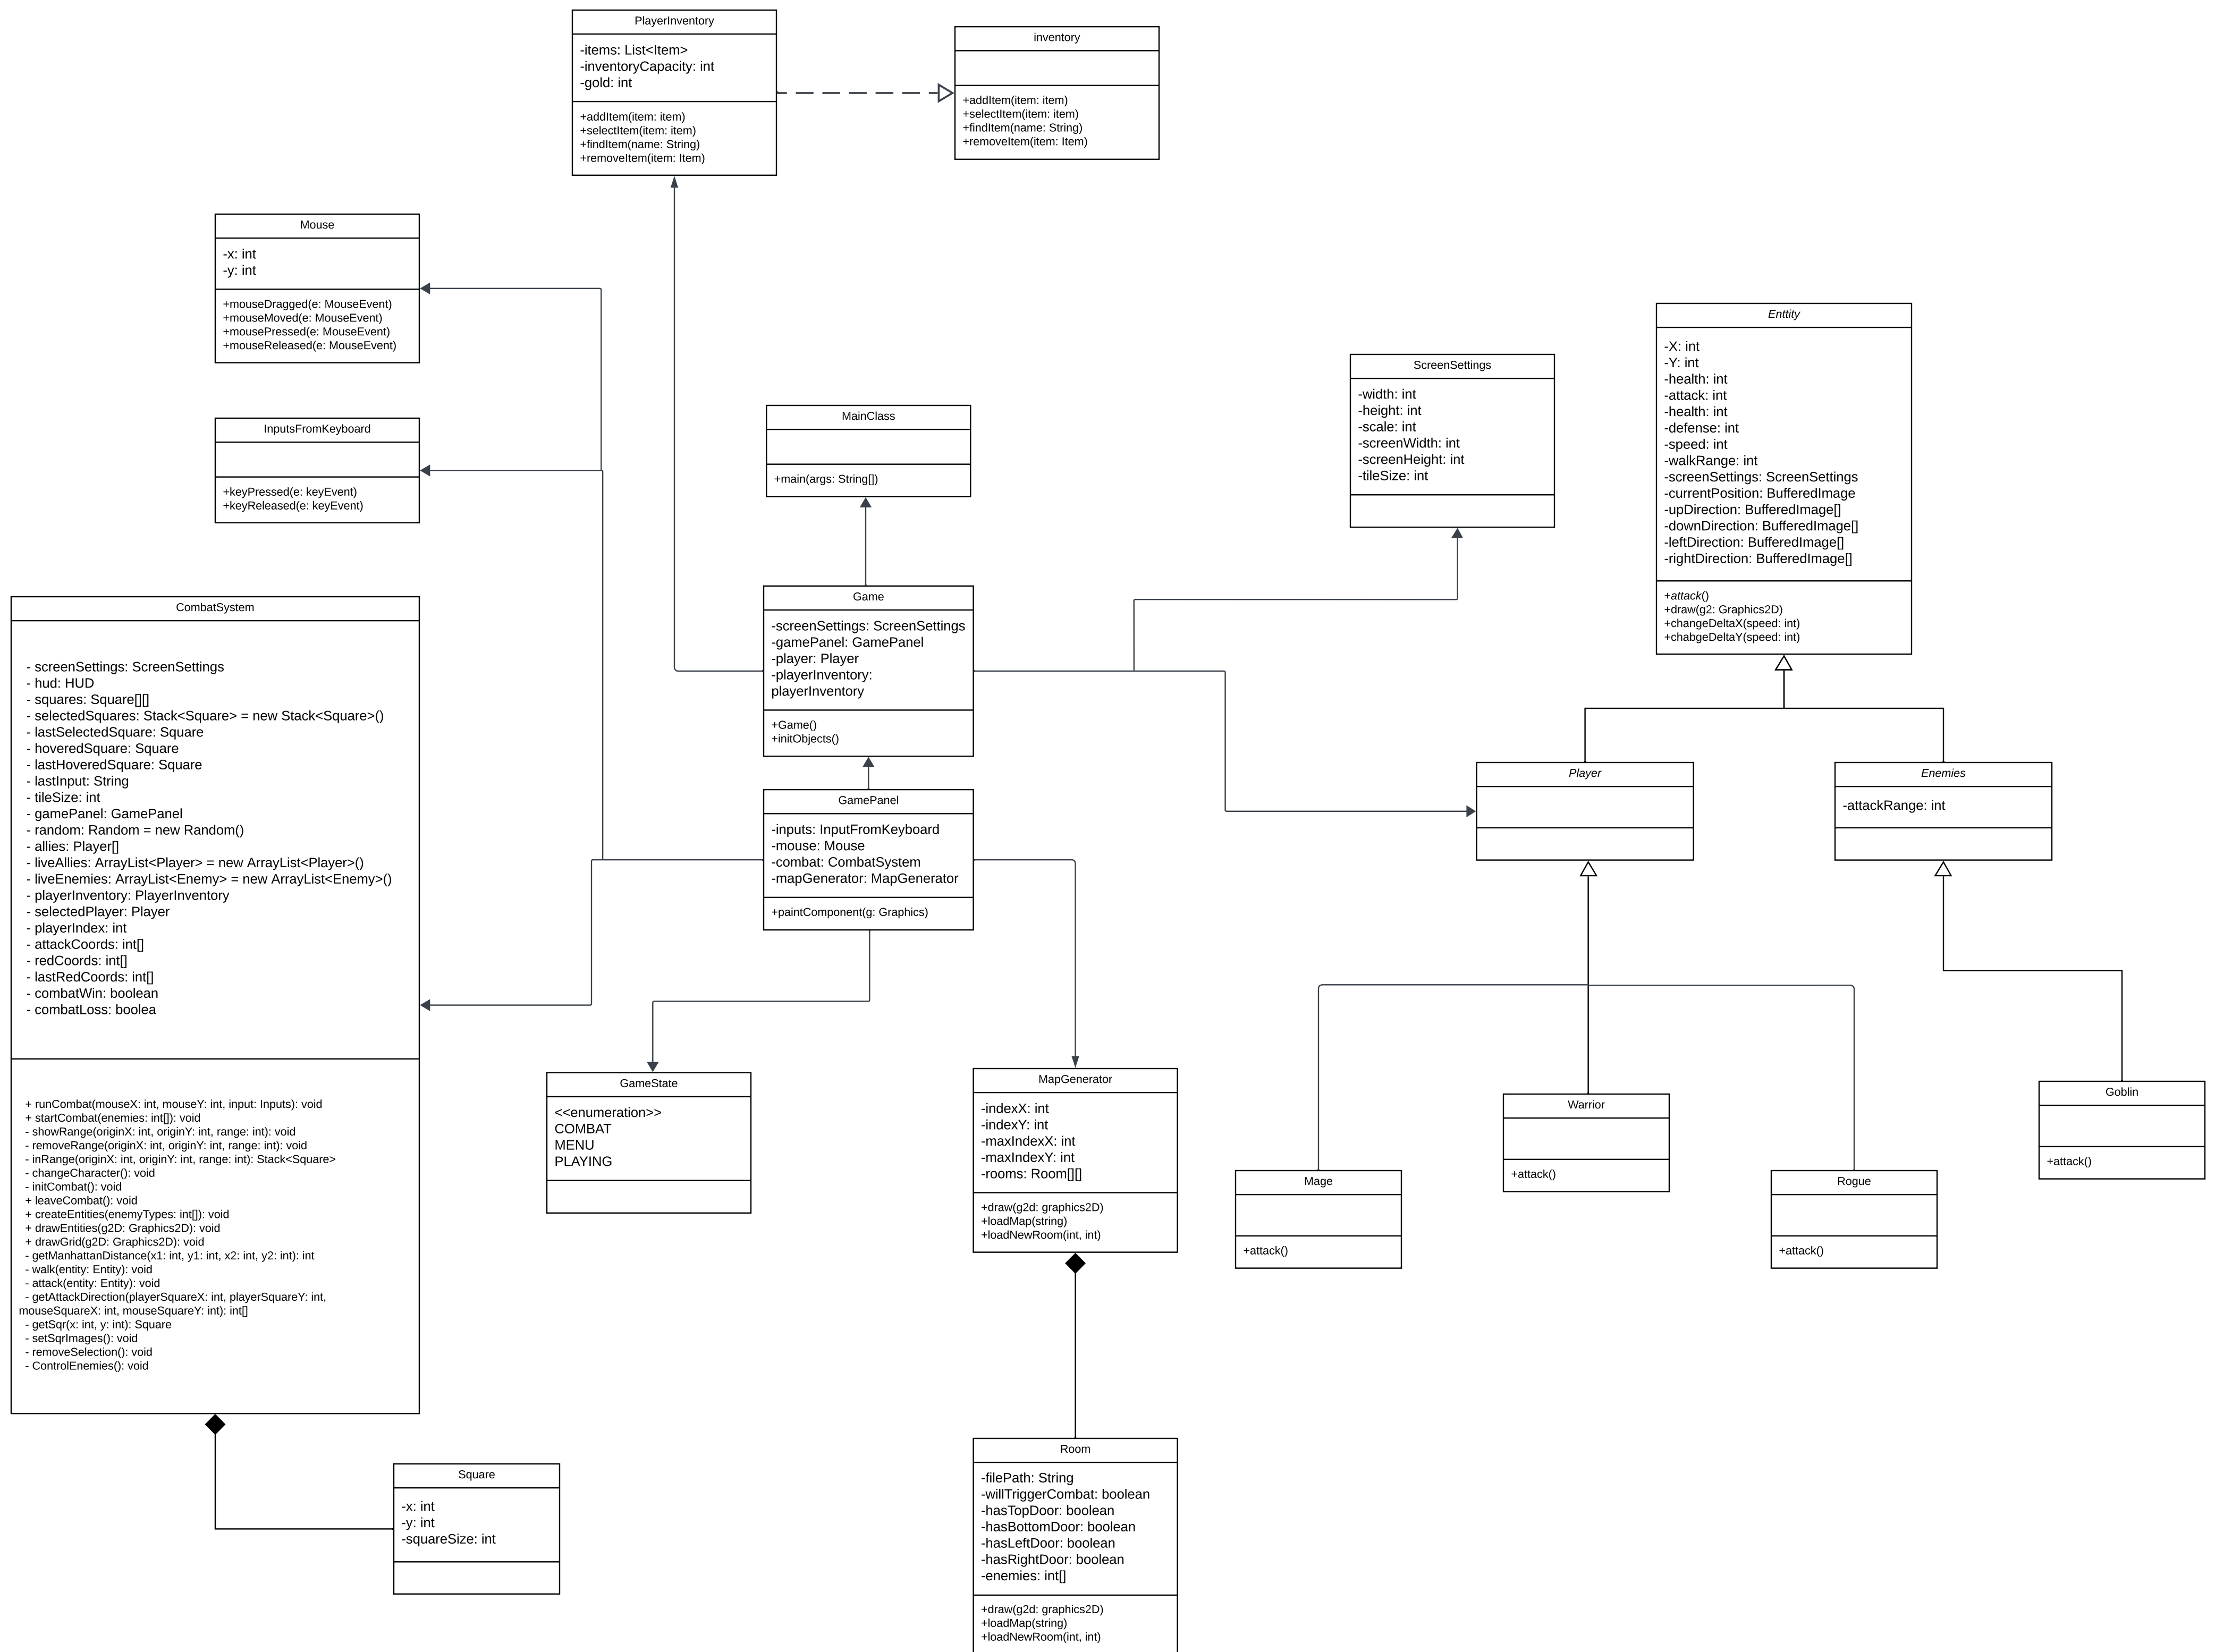 PlayerInventory
-items: List<Item>
-inventoryCapacity: int
-gold: int
+addItem(item: item)
+selectItem(item: item)
+findItem(name: String)
+removeItem(item: Item)
inventory
+addItem(item: item)
+selectItem(item: item)
+findItem(name: String)
+removeItem(item: Item)
Mouse
-x: int
-y: int
+mouseDragged(e: MouseEvent)
+mouseMoved(e: MouseEvent)
+mousePressed(e: MouseEvent)
+mouseReleased(e: MouseEvent)
InputsFromKeyboard
+keyPressed(e: keyEvent)
+keyReleased(e: keyEvent)
MainClass
+main(args: String[])
ScreenSettings
-width: int
-height: int
-scale: int
-screenWidth: int
-screenHeight: int
-tileSize: int
Enttity
-X: int
-Y: int
-health: int
-attack: int
-health: int
-defense: int
-speed: int
-walkRange: int
-screenSettings: ScreenSettings
-currentPosition: BufferedImage
-upDirection: BufferedImage[]
-downDirection: BufferedImage[]
-leftDirection: BufferedImage[]
-rightDirection: BufferedImage[]
+attack()
+draw(g2: Graphics2D)
+changeDeltaX(speed: int)
+chabgeDeltaY(speed: int)
CombatSystem
- screenSettings: ScreenSettings
- hud: HUD
- squares: Square[][]
- selectedSquares: Stack<Square> = new Stack<Square>()
- lastSelectedSquare: Square
- hoveredSquare: Square
- lastHoveredSquare: Square
- lastInput: String
- tileSize: int
- gamePanel: GamePanel
- random: Random = new Random()
- allies: Player[]
- liveAllies: ArrayList<Player> = new ArrayList<Player>()
- liveEnemies: ArrayList<Enemy> = new ArrayList<Enemy>()
- playerInventory: PlayerInventory
- selectedPlayer: Player
- playerIndex: int
- attackCoords: int[]
- redCoords: int[]
- lastRedCoords: int[]
- combatWin: boolean
- combatLoss: boolea
+ runCombat(mouseX: int, mouseY: int, input: Inputs): void
+ startCombat(enemies: int[]): void
- showRange(originX: int, originY: int, range: int): void
- removeRange(originX: int, originY: int, range: int): void
- inRange(originX: int, originY: int, range: int): Stack<Square>
- changeCharacter(): void
- initCombat(): void
+ leaveCombat(): void
+ createEntities(enemyTypes: int[]): void
+ drawEntities(g2D: Graphics2D): void
+ drawGrid(g2D: Graphics2D): void
- getManhattanDistance(x1: int, y1: int, x2: int, y2: int): int
- walk(entity: Entity): void
- attack(entity: Entity): void
- getAttackDirection(playerSquareX: int, playerSquareY: int,
mouseSquareX: int, mouseSquareY: int): int[]
- getSqr(x: int, y: int): Square
- setSqrImages(): void
- removeSelection(): void
- ControlEnemies(): void
Game
-screenSettings: ScreenSettings
-gamePanel: GamePanel
-player: Player
-playerInventory:
playerInventory
+Game()
+initObjects()
GamePanel
-inputs: InputFromKeyboard
-mouse: Mouse
-combat: CombatSystem
-mapGenerator: MapGenerator
+paintComponent(g: Graphics)
Player
Enemies
-attackRange: int
GameState
<<enumeration>>
COMBAT
MENU
PLAYING
MapGenerator
-indexX: int
-indexY: int
-maxIndexX: int
-maxIndexY: int
-rooms: Room[][]
+draw(g2d: graphics2D)
+loadMap(string)
+loadNewRoom(int, int)
Mage
+attack()
Warrior
+attack()
Rogue
+attack()
Goblin
+attack()
Square
-x: int
-y: int
-squareSize: int
Room
-filePath: String
-willTriggerCombat: boolean
-hasTopDoor: boolean
-hasBottomDoor: boolean
-hasLeftDoor: boolean
-hasRightDoor: boolean
-enemies: int[]
+draw(g2d: graphics2D)
+loadMap(string)
+loadNewRoom(int, int)